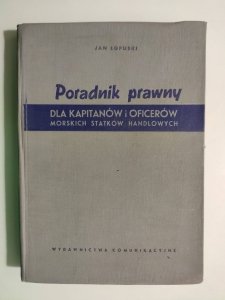 JAN ŁOPUSKI
Poradnik prawny
DLA KAPITANÓW i OFICERÓW
MORSKICH STATKÓW HANDLOWYCH
WYDAWNICTWA KOMUNIKACYJNE